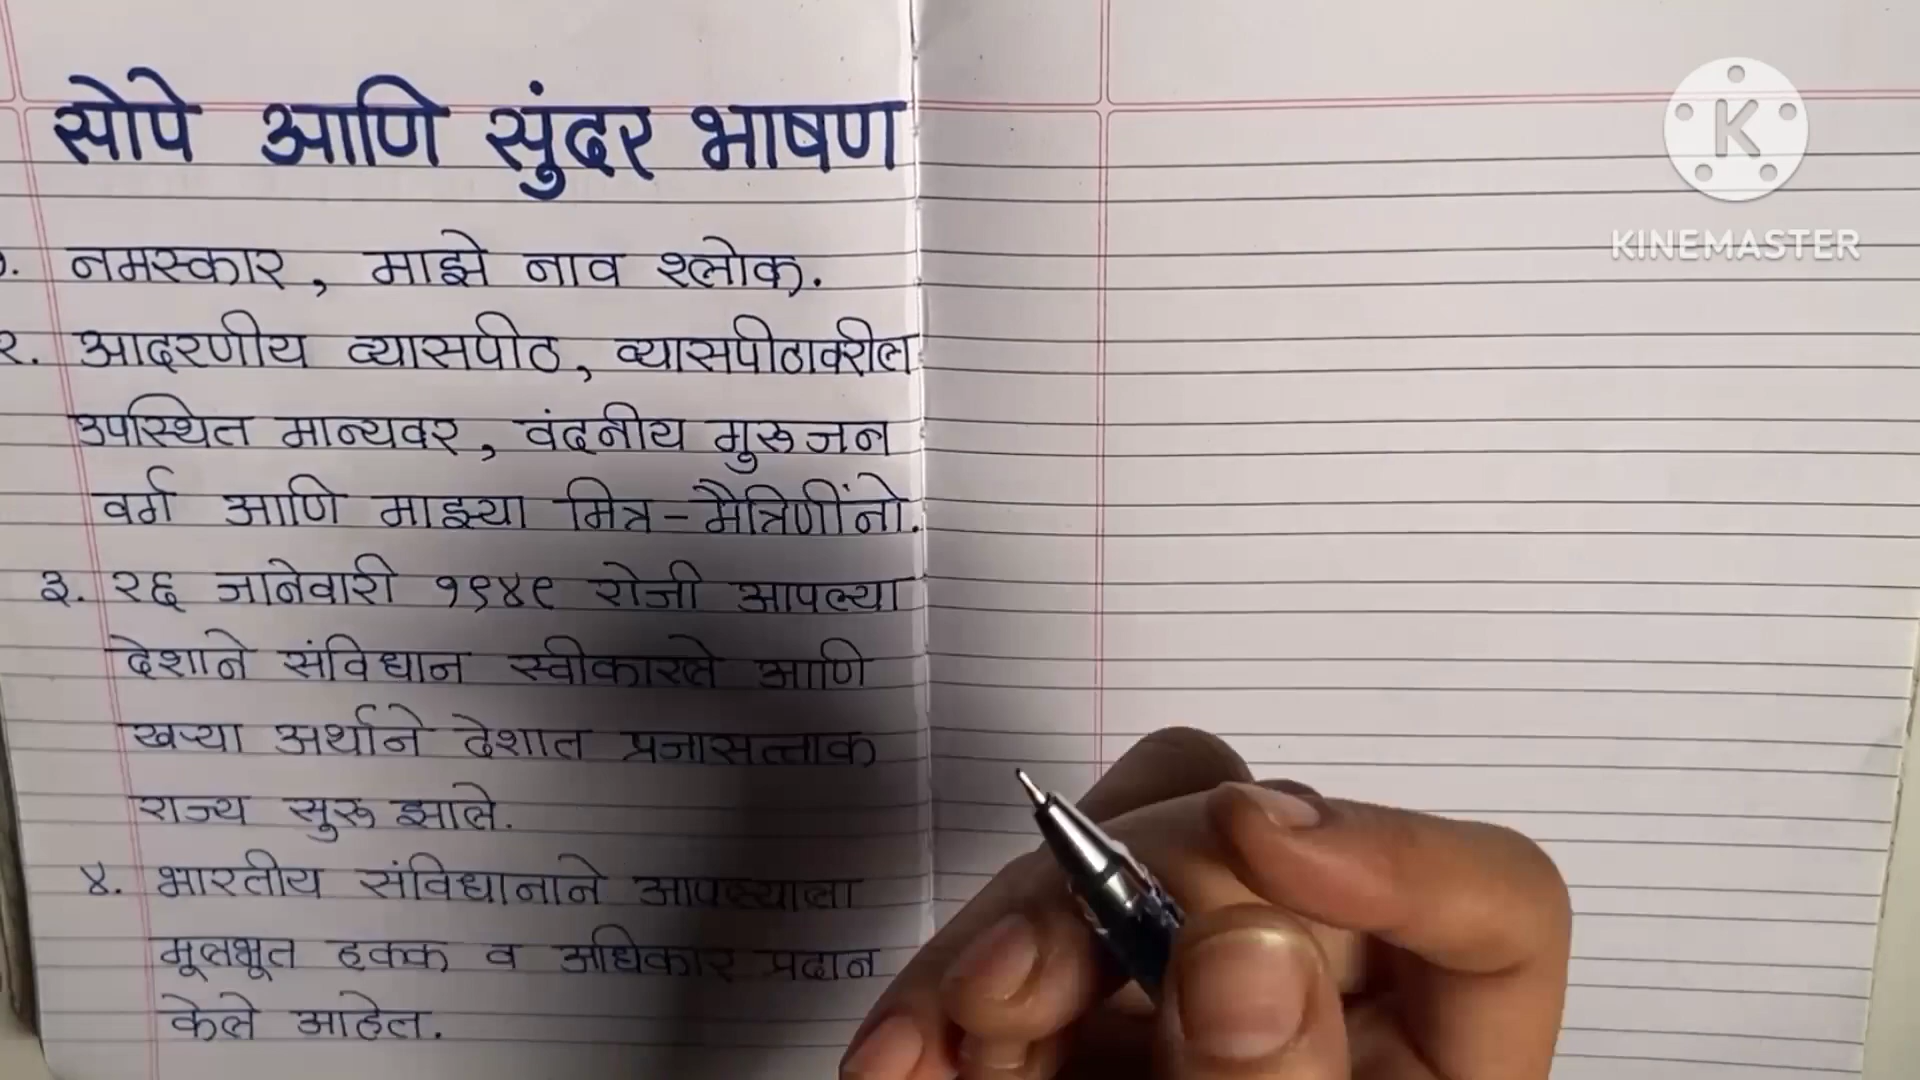 सोपे आणि सुंदर भाषण
१. नमस्कार, माझे नाव श्लोक.
२. आदरणीय व्यासपीठ, व्यासपीठावरील
उपस्थित मान्यवर, वंदनीय गुरुजन
वर्ग आणि माझ्या मित्र-मैत्रिणींनो.
३. २६ जानेवारी १९४९ रोजी आपल्या
देशाने संविधान स्वीकारले आणि
खऱ्या अर्थाने देशात प्रजासत्ताक
राज्य सुरू झाले.
४. भारतीय संविधानाने आपल्याला
मूलभूत हक्क व अधिकार प्रदान
केले आहेत.
K
KINEMASTER